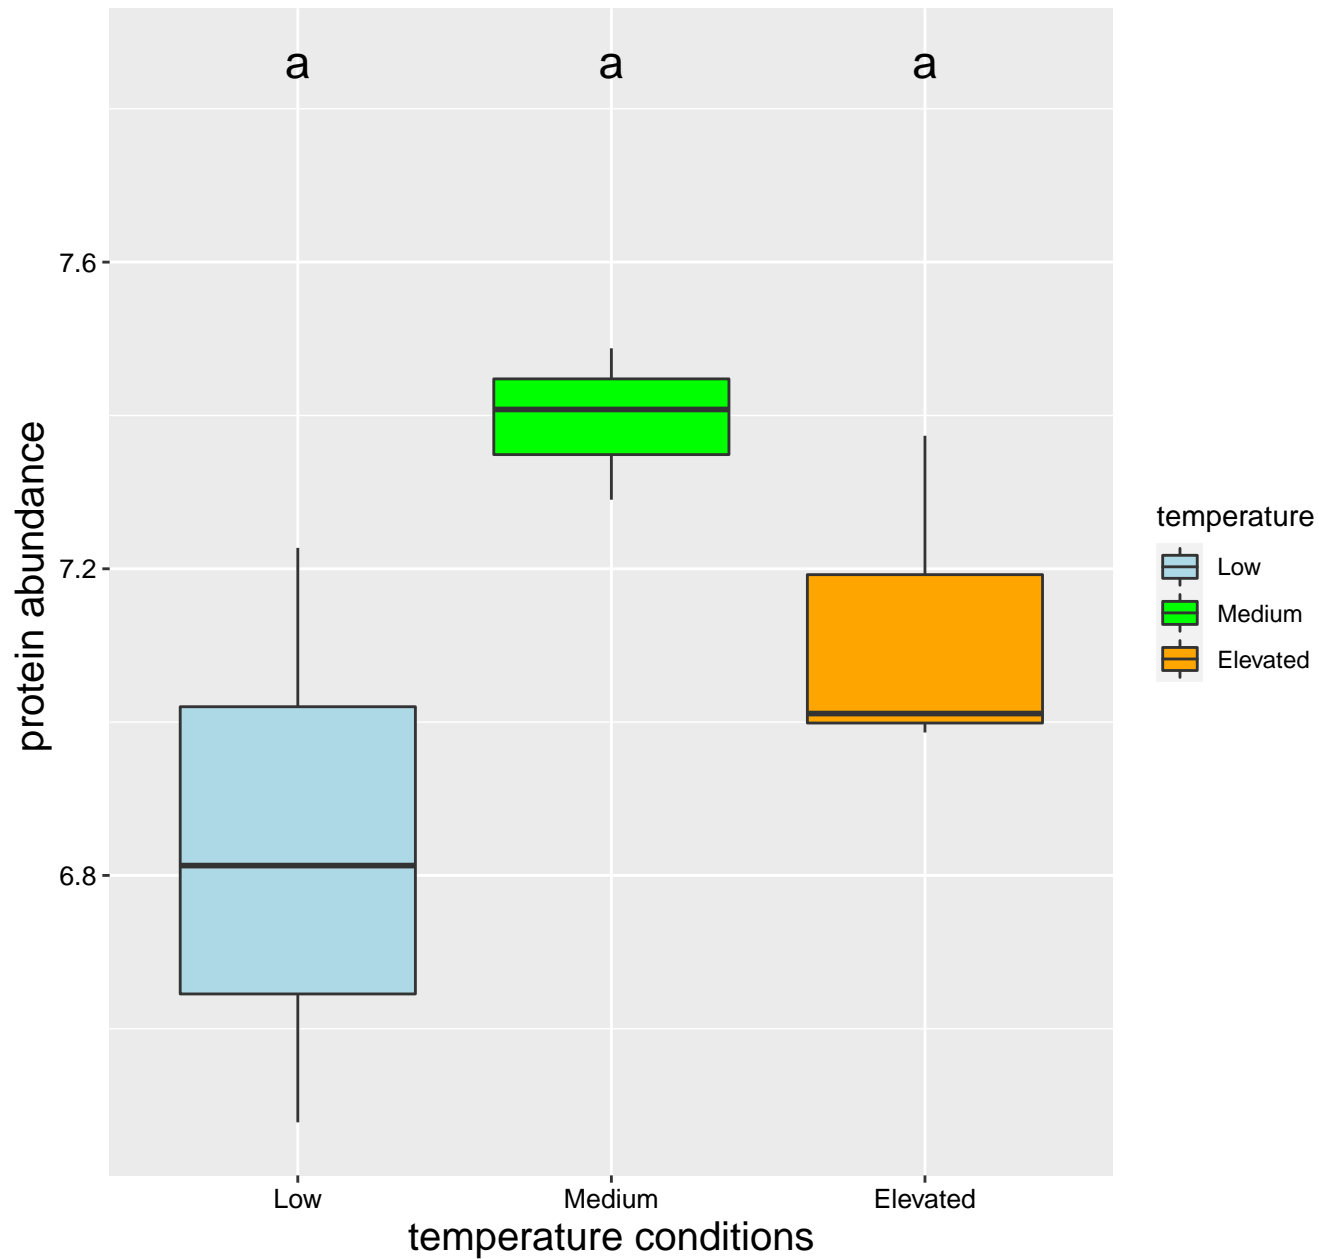 a a a
7.6
7.2
6.8
protein abundance
Low Medium Elevated
temperature conditions
temperature
Low
Medium
Elevated